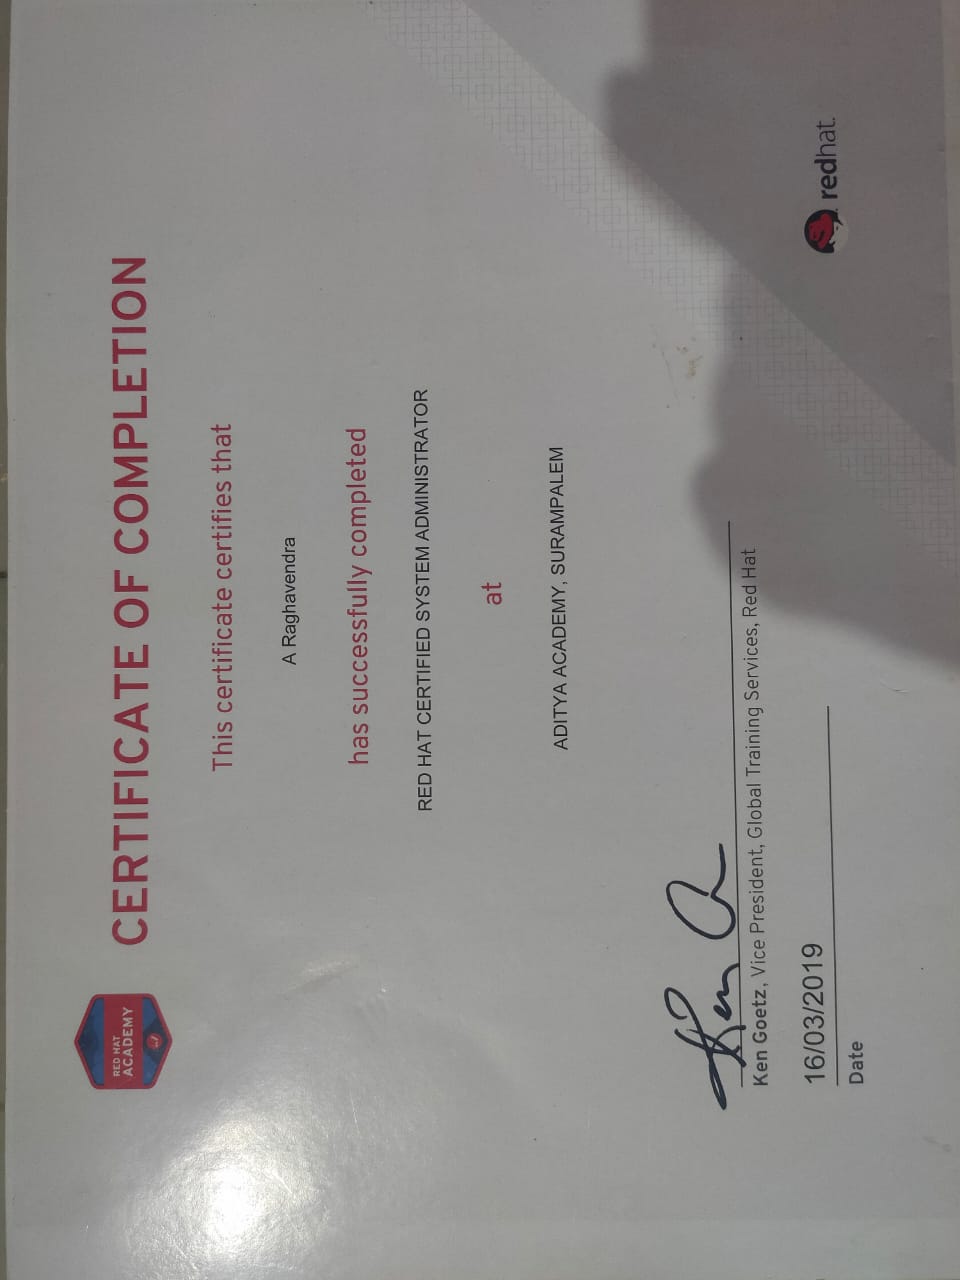 RED HAT
ACADEMY
CERTIFICATE OF COMPLETION
This certificate certifies that
A Raghavendra
has successfully completed
RED HAT CERTIFIED SYSTEM ADMINISTRATOR
at
ADITYA ACADEMY, SURAMPALEM
Ken Goetz, Vice President, Global Training Services, Red Hat
16/03/2019
Date
redhat.